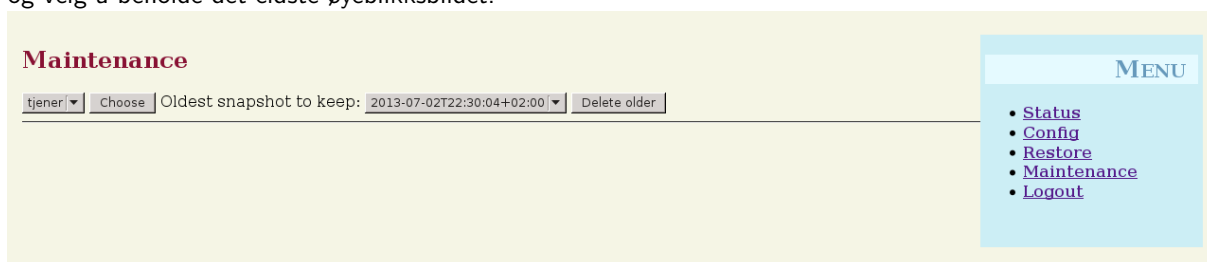 og velg å beholde det eldste øyeblikksbildet.
Maintenance
tjener Choose Oldest snapshot to keep: 2013-07-02T22:30:04+02:00 Delete older
MENU
Status
Config
Restore
Maintenance
Logout